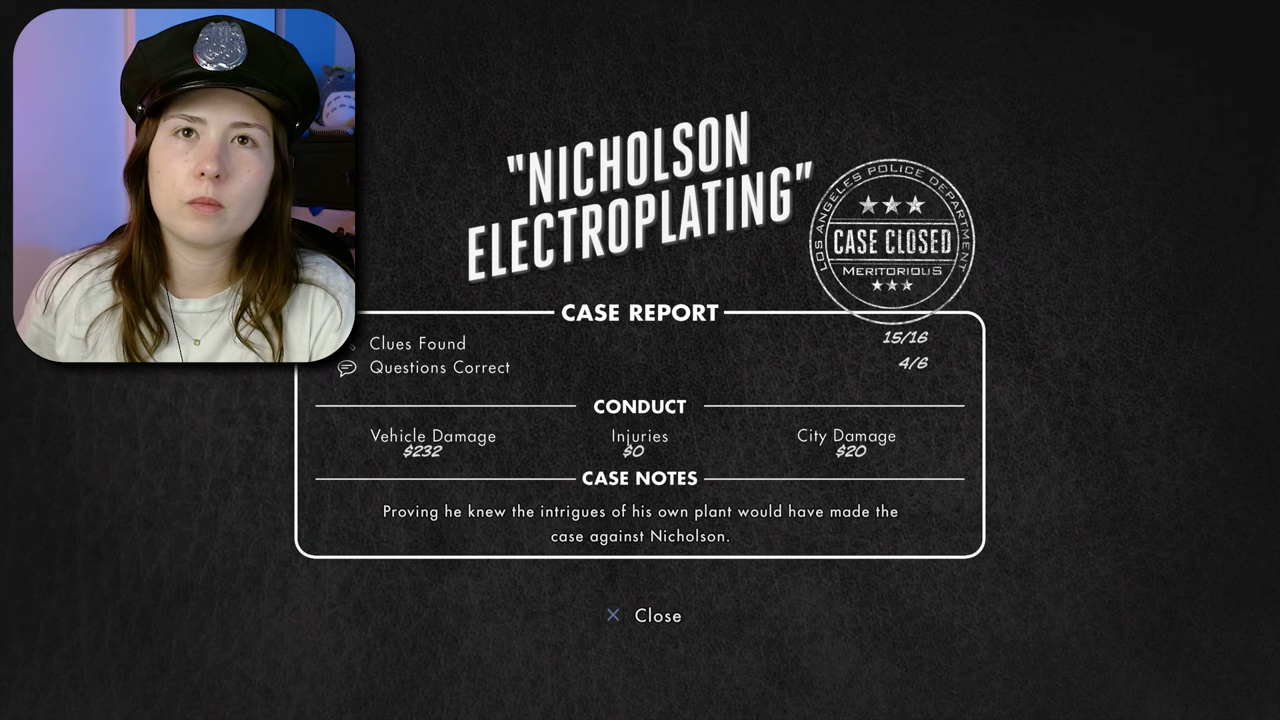 "NICHOLSON
ELECTROPLATING"
LOS ANGELES POLICE DEPARTMENT
CASE CLOSED
MERITORIOUS
CASE REPORT
Clues Found 15/16
Questions Correct 4/6
CONDUCT
Vehicle Damage Injuries City Damage
$232 $0 $20
CASE NOTES
Proving he knew the intrigues of his own plant would have made the
case against Nicholson.
X Close